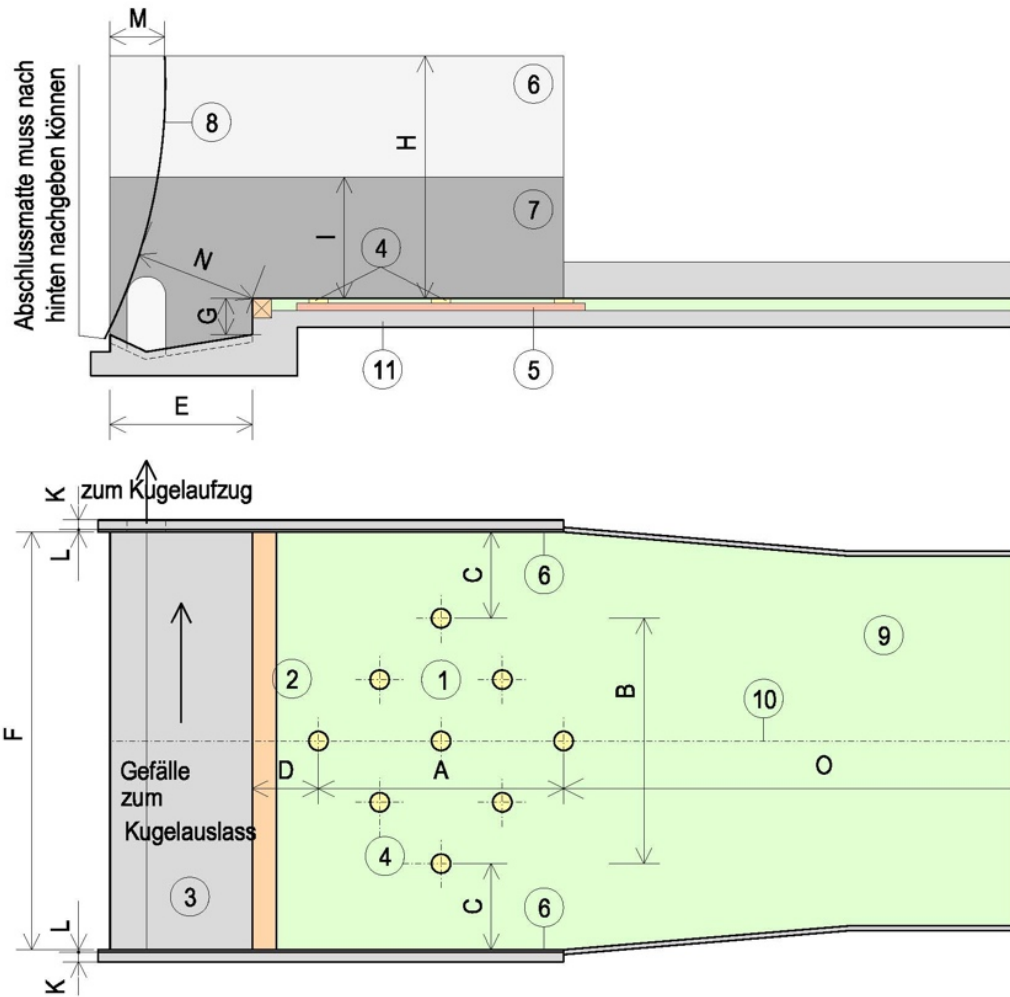 M
Abschlussmatte muss nach
hinten nachgeben können
8
6
H
7
I
4
N
G
11
5
E
K
zum Kugelaufzug
L
6
C
9
2
1
B
10
F
D
A
O
Gefälle
zum
Kugelauslass
4
3
C
6
L
K